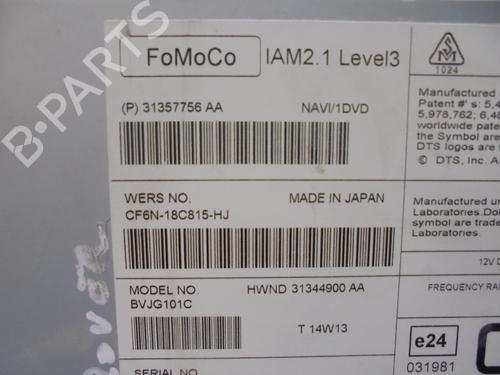 FoMoCo IAM2.1 Level3
1024
(P) 31357756 AA NAVI/1DVD
Manufactured
Patent #'s: 5,4
5,978,762; 6,48
worldwide pate
the Symbol are
DTS logos are t
© DTS, Inc. A
WERS NO. MADE IN JAPAN
CF6N-18C815-HJ
Manufactured un
Laboratories.Dol
symbol are trade
Laboratories.
12V D
MODEL NO. HWND 31344900 AA
BVJG101C
FREQUENCY RA
T 14W13
e24
031981
SERIAL NO
B-PARTS